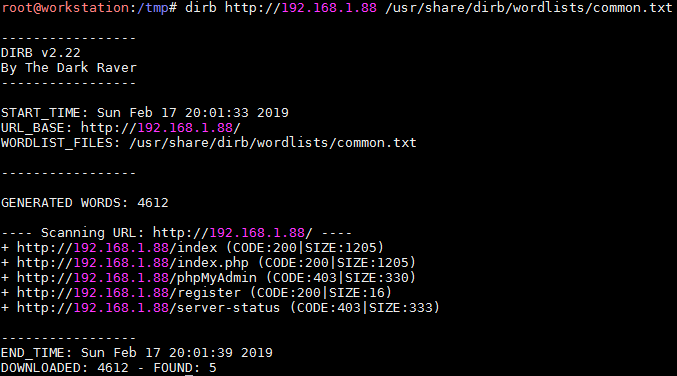 root@workstation:/tmp# dirb http://192.168.1.88 /usr/share/dirb/wordlists/common.txt
-----------------
DIRB v2.22
By The Dark Raver
-----------------
START_TIME: Sun Feb 17 20:01:33 2019
URL_BASE: http://192.168.1.88/
WORDLIST_FILES: /usr/share/dirb/wordlists/common.txt
-----------------
GENERATED WORDS: 4612
---- Scanning URL: http://192.168.1.88/ ----
+ http://192.168.1.88/index (CODE:200|SIZE:1205)
+ http://192.168.1.88/index.php (CODE:200|SIZE:1205)
+ http://192.168.1.88/phpMyAdmin (CODE:403|SIZE:330)
+ http://192.168.1.88/register (CODE:200|SIZE:16)
+ http://192.168.1.88/server-status (CODE:403|SIZE:333)
-----------------
END_TIME: Sun Feb 17 20:01:39 2019
DOWNLOADED: 4612 - FOUND: 5